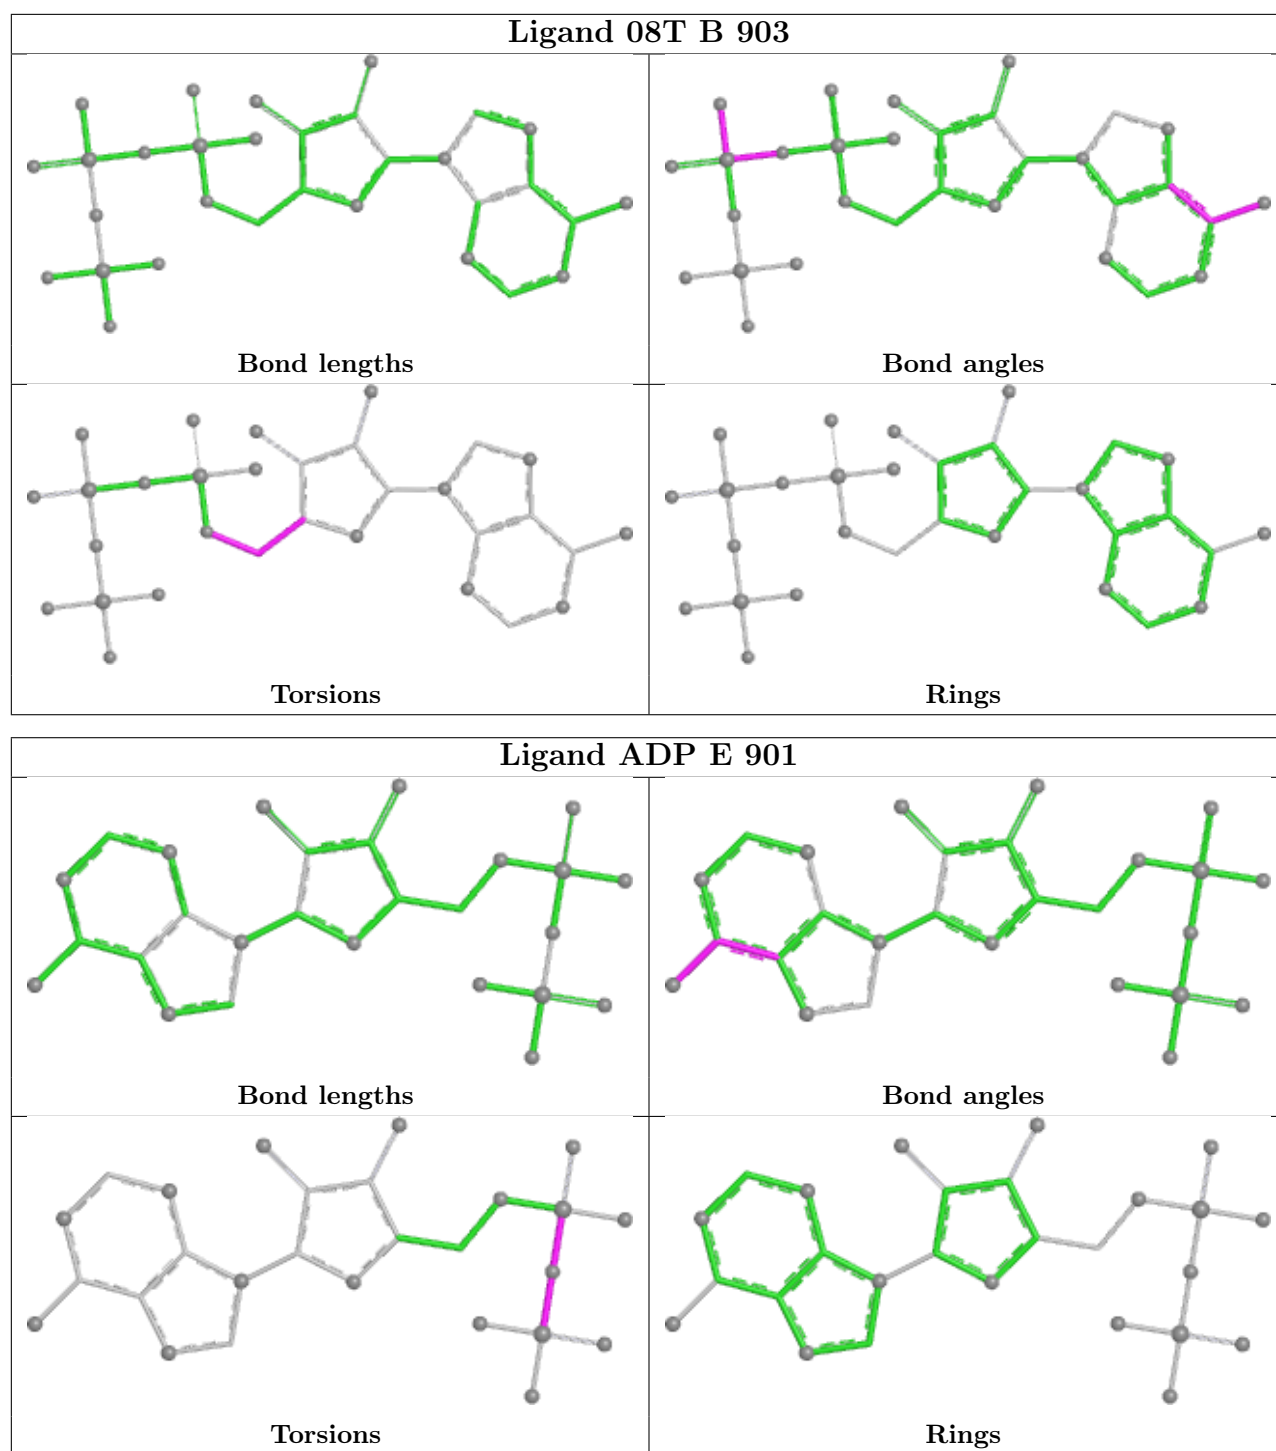 Ligand 08T B 903
Bond lengths
Bond angles
Torsions
Rings
Ligand ADP E 901
Bond lengths
Bond angles
Torsions
Rings